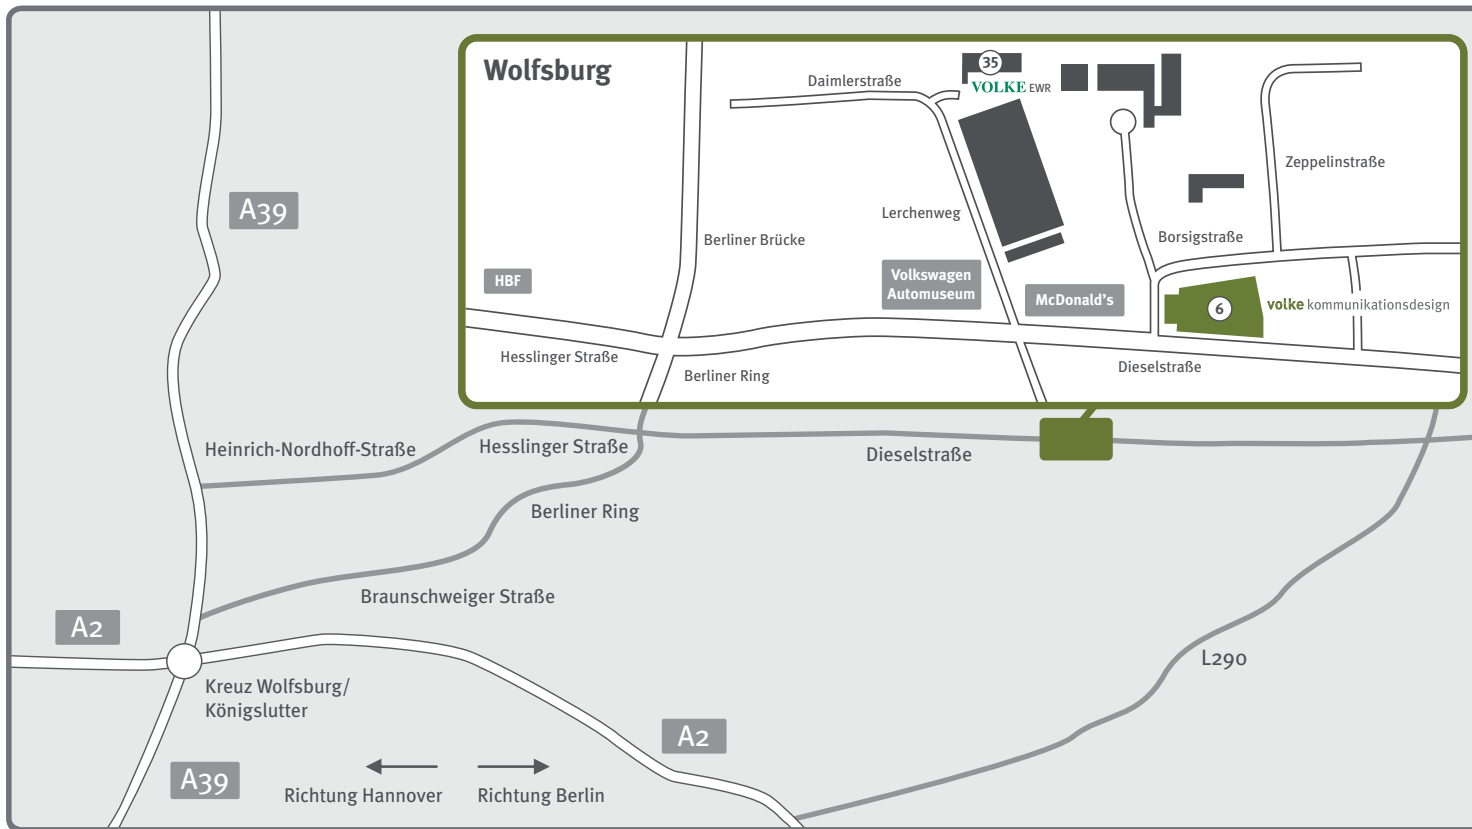 Wolfsburg
35
VOLKE EWR
Daimlerstraße
Zeppelinstraße
A39
Lerchenweg
Berliner Brücke
Borsigstraße
HBF
Volkswagen
Automuseum
McDonald's
6
volke kommunikationsdesign
Hesslinger Straße
Berliner Ring
Dieselstraße
Heinrich-Nordhoff-Straße
Hesslinger Straße
Dieselstraße
Berliner Ring
Braunschweiger Straße
A2
L290
Kreuz Wolfsburg/
Königslutter
A2
A39
Richtung Hannover
Richtung Berlin